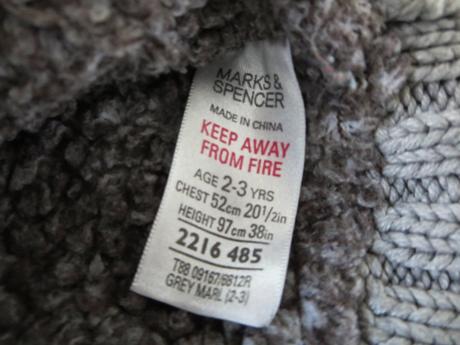 MARKS &
SPENCER
MADE IN CHINA
KEEP AWAY
FROM FIRE
AGE 2-3 YRS
CHEST 52cm 20½in
HEIGHT 97cm 38in
2216 485
T88 09167/6612R
GREY MARL (2-3)